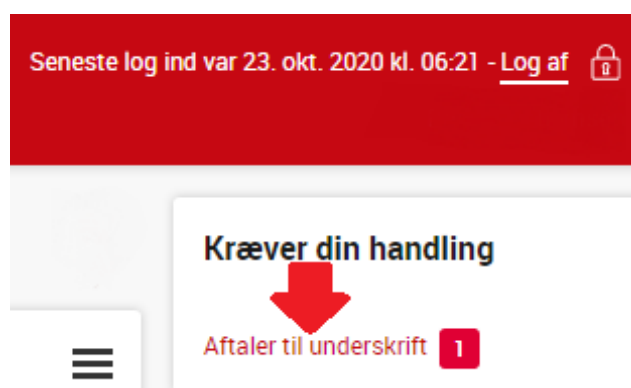 Seneste log ind var 23. okt. 2020 kl. 06:21 - Log af
Kræver din handling
Aftaler til underskrift 1